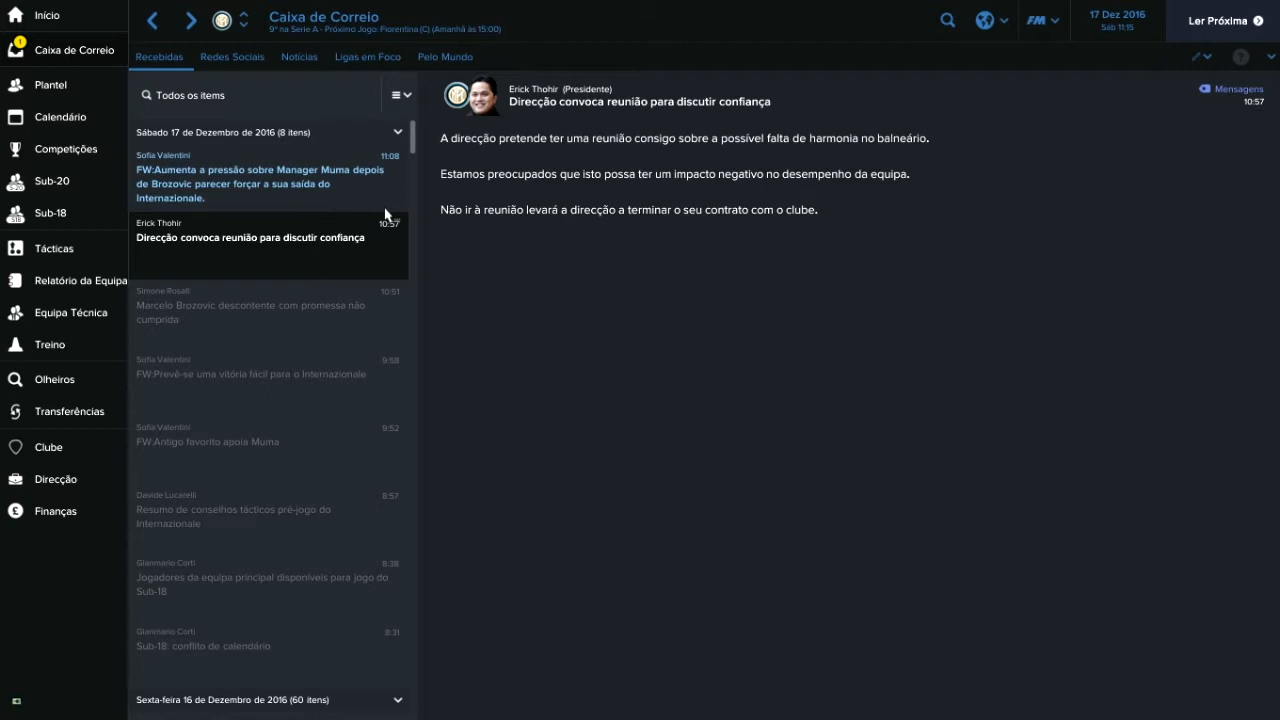 Início
Caixa de Correio
1
Plantel
Calendário
Competições
Sub-20
Sub-18
Tácticas
Relatório da Equipa
Equipa Técnica
Treino
Olheiros
Transferências
Clube
Direcção
Finanças
Caixa de Correio
9º na Serie A - Próximo Jogo: Fiorentina (C) (Amanhã às 15:00)
FM
17 Dez 2016
Sáb 11:15
Ler Próxima
Recebidas Redes Sociais Notícias Ligas em Foco Pelo Mundo
Todos os items
Sábado 17 de Dezembro de 2016 (8 itens)
Sofia Valentini 11:08
FW:Aumenta a pressão sobre Manager Muma depois
de Brozovic parecer forçar a sua saída do
Internazionale.
Erick Thohir 10:57
Direcção convoca reunião para discutir confiança
Simone Rosati 10:51
Marcelo Brozovic descontente com promessa não
cumprida
Sofia Valentini 9:58
FW:Prevê-se uma vitória fácil para o Internazionale
Sofia Valentini 9:52
FW:Antigo favorito apoia Muma
Davide Lucarelli 8:57
Resumo de conselhos tácticos pré-jogo do
Internazionale
Gianmario Corti 8:38
Jogadores da equipa principal disponíveis para jogo do
Sub-18
Gianmario Corti 8:31
Sub-18: conflito de calendário
Sexta-feira 16 de Dezembro de 2016 (60 itens)
Erick Thohir (Presidente)
Direcção convoca reunião para discutir confiança
Mensagens
10:57
A direcção pretende ter uma reunião consigo sobre a possível falta de harmonia no balneário.
Estamos preocupados que isto possa ter um impacto negativo no desempenho da equipa.
Não ir à reunião levará a direcção a terminar o seu contrato com o clube.